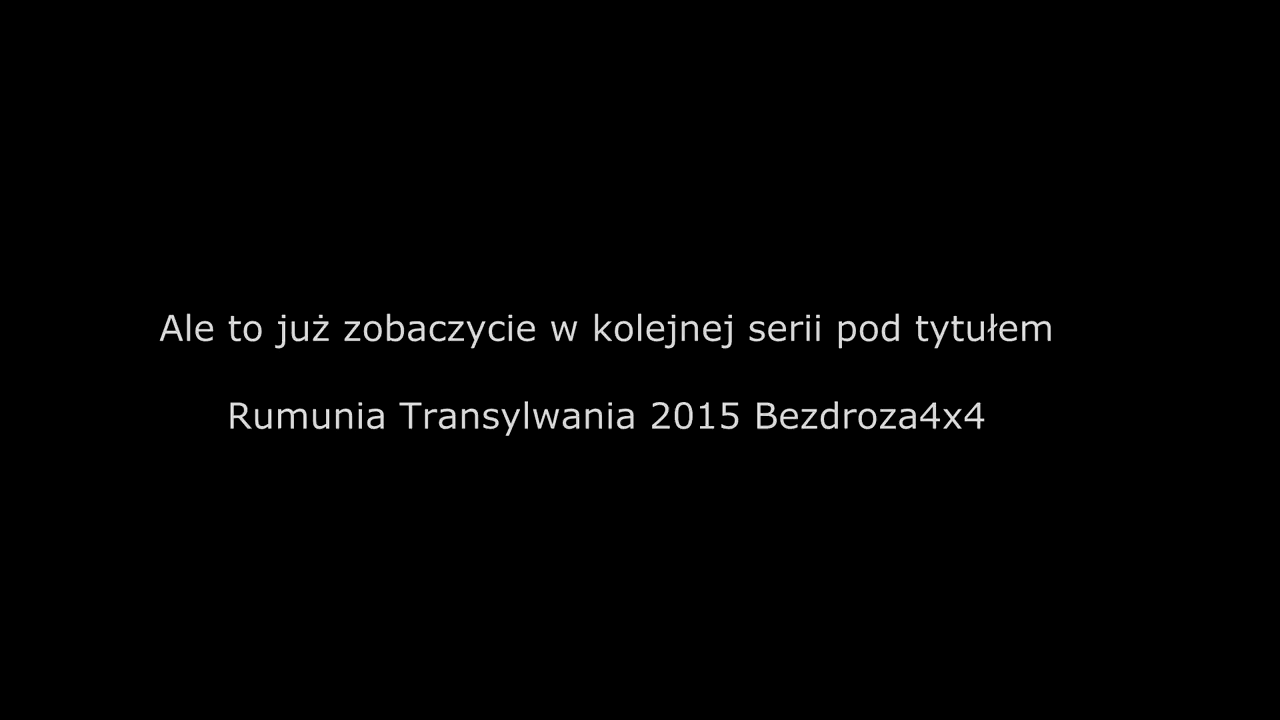 Ale to już zobaczycie w kolejnej serii pod tytułem
Rumunia Transylwania 2015 Bezdroza4x4